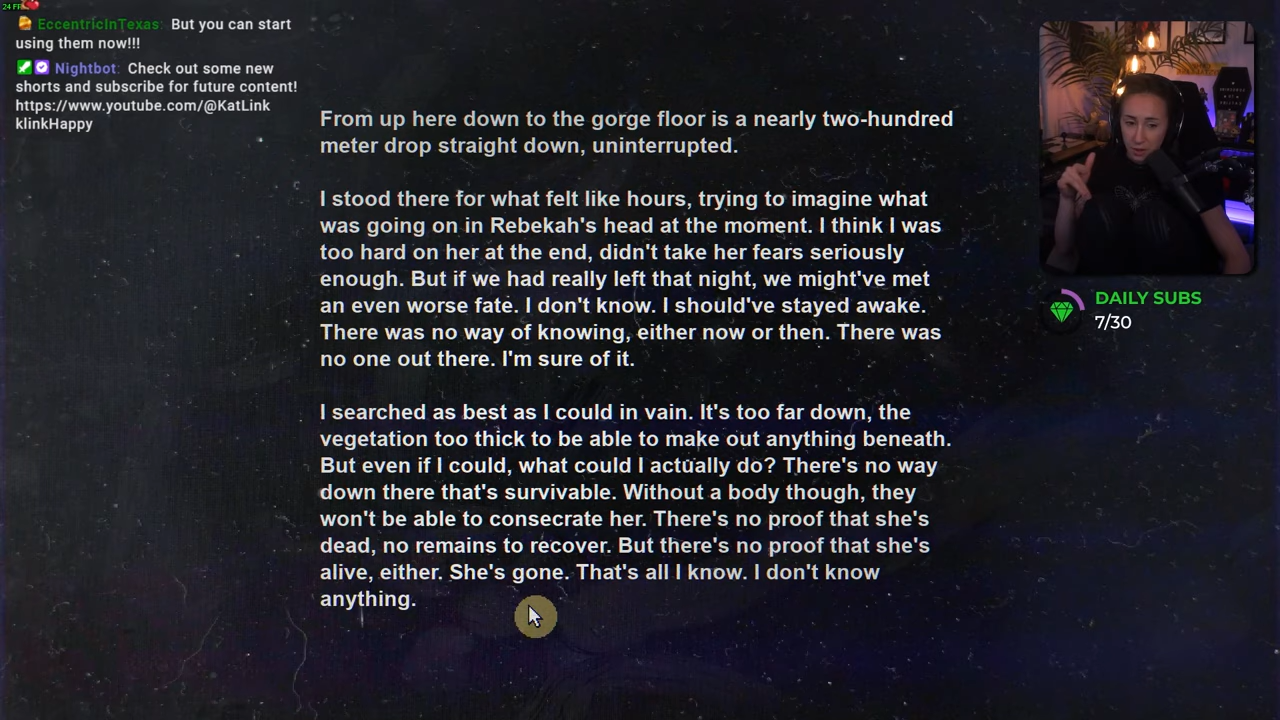 EccentricInTexas: But you can start
using them now!!!
Nightbot: Check out some new
shorts and subscribe for future content!
https://www.youtube.com/@KatLink
klinkHappy
From up here down to the gorge floor is a nearly two-hundred
meter drop straight down, uninterrupted.
I stood there for what felt like hours, trying to imagine what
was going on in Rebekah's head at the moment. I think I was
too hard on her at the end, didn't take her fears seriously
enough. But if we had really left that night, we might've met
an even worse fate. I don't know. I should've stayed awake.
There was no way of knowing, either now or then. There was
no one out there. I'm sure of it.
I searched as best as I could in vain. It's too far down, the
vegetation too thick to be able to make out anything beneath.
But even if I could, what could I actually do? There's no way
down there that's survivable. Without a body though, they
won't be able to consecrate her. There's no proof that she's
dead, no remains to recover. But there's no proof that she's
alive, either. She's gone. That's all I know. I don't know
anything.
DAILY SUBS
7/30